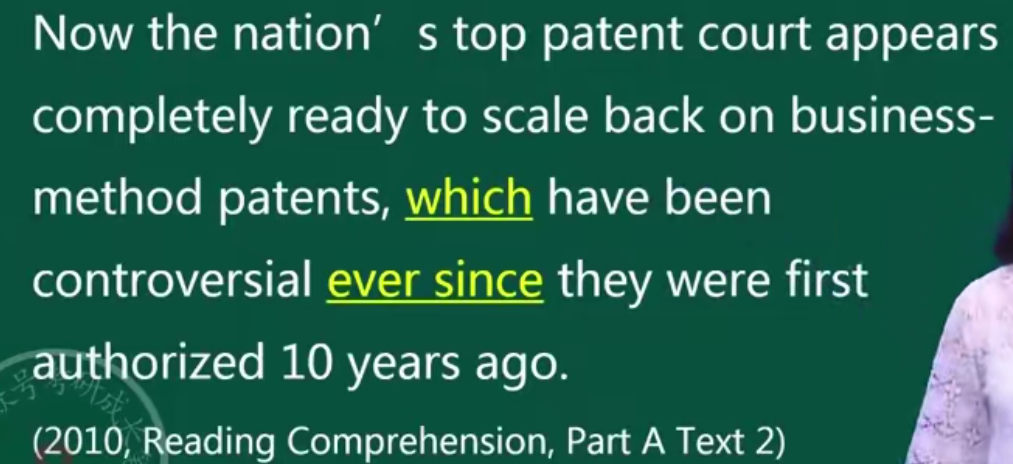 Now the nation’ s top patent court appears
completely ready to scale back on business-
method patents, which have been
controversial ever since they were first
authorized 10 years ago.
(2010, Reading Comprehension, Part A Text 2)